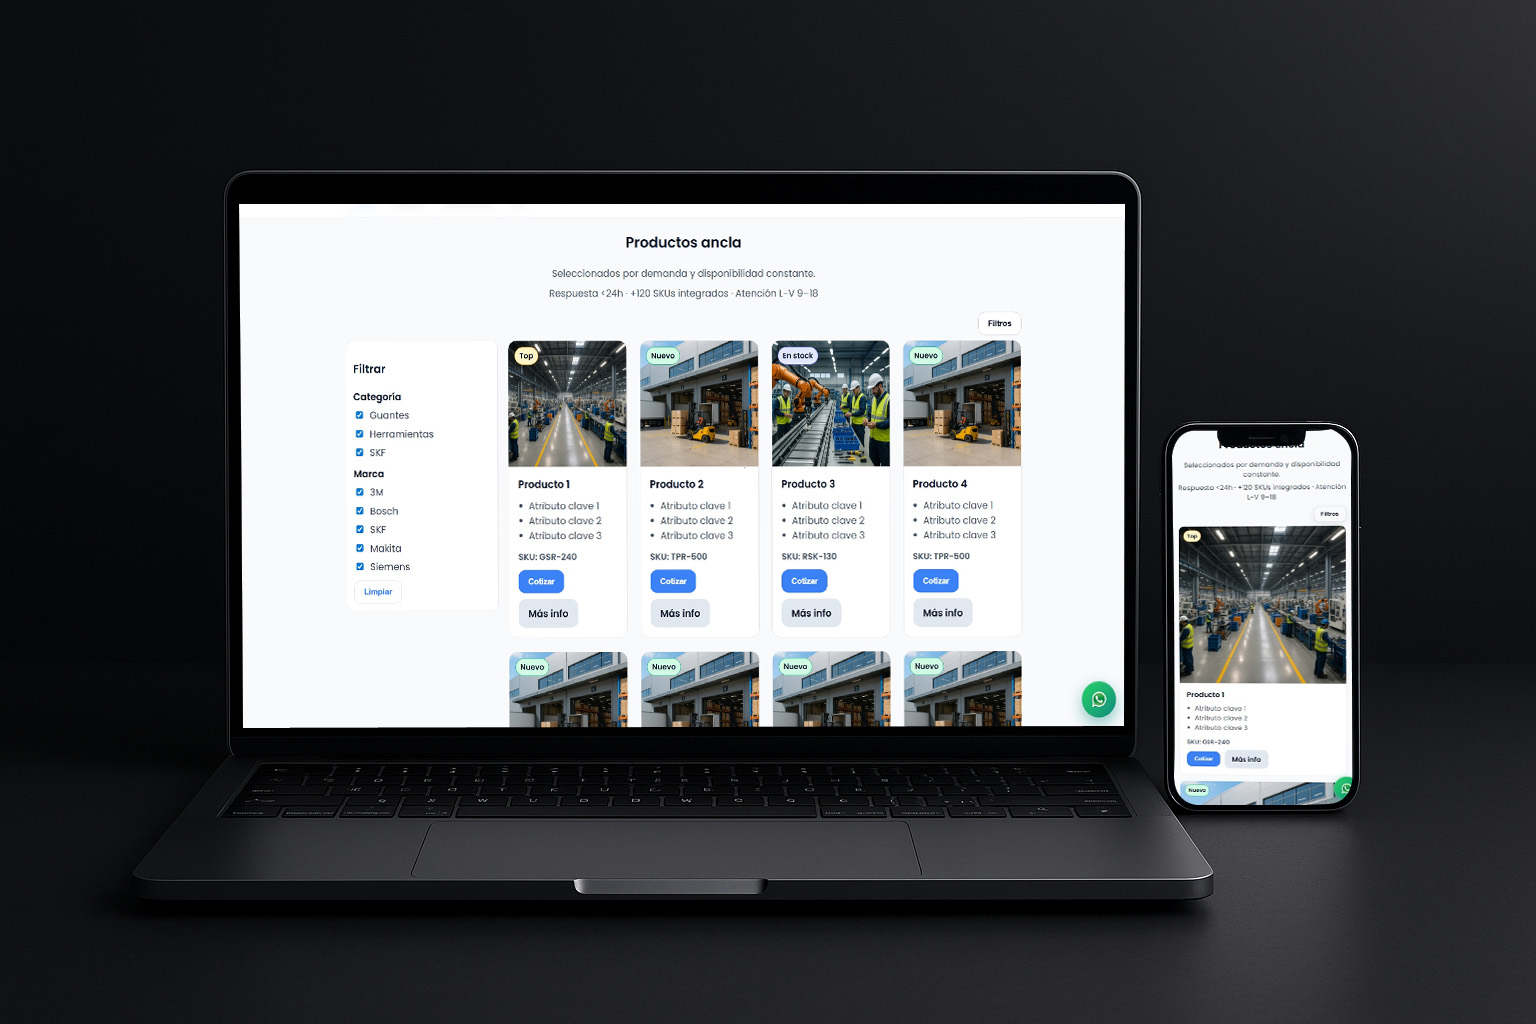 Productos ancla
Seleccionados por demanda y disponibilidad constante.
Respuesta <24h · +120 SKUs integrados · Atención L-V 9–18
Filtros
Filtrar
Categoría
Guantes
Herramientas
SKF
Marca
3M
Bosch
SKF
Makita
Siemens
Limpiar
Top
Producto 1
Atributo clave 1
Atributo clave 2
Atributo clave 3
SKU: GSR-240
Cotizar
Más info
Nuevo
Producto 2
Atributo clave 1
Atributo clave 2
Atributo clave 3
SKU: TPR-500
Cotizar
Más info
En stock
Producto 3
Atributo clave 1
Atributo clave 2
Atributo clave 3
SKU: RSK-130
Cotizar
Más info
Nuevo
Producto 4
Atributo clave 1
Atributo clave 2
Atributo clave 3
SKU: TPR-500
Cotizar
Más info
Nuevo
Nuevo
Nuevo
Nuevo
Productos ancla
Seleccionados por demanda y disponibilidad
constante.
Respuesta <24h · +120 SKUs integrados · Atención
L-V 9–18
Filtros
Top
Producto 1
Atributo clave 1
Atributo clave 2
Atributo clave 3
SKU: GSR-240
Cotizar
Más info
Nuevo